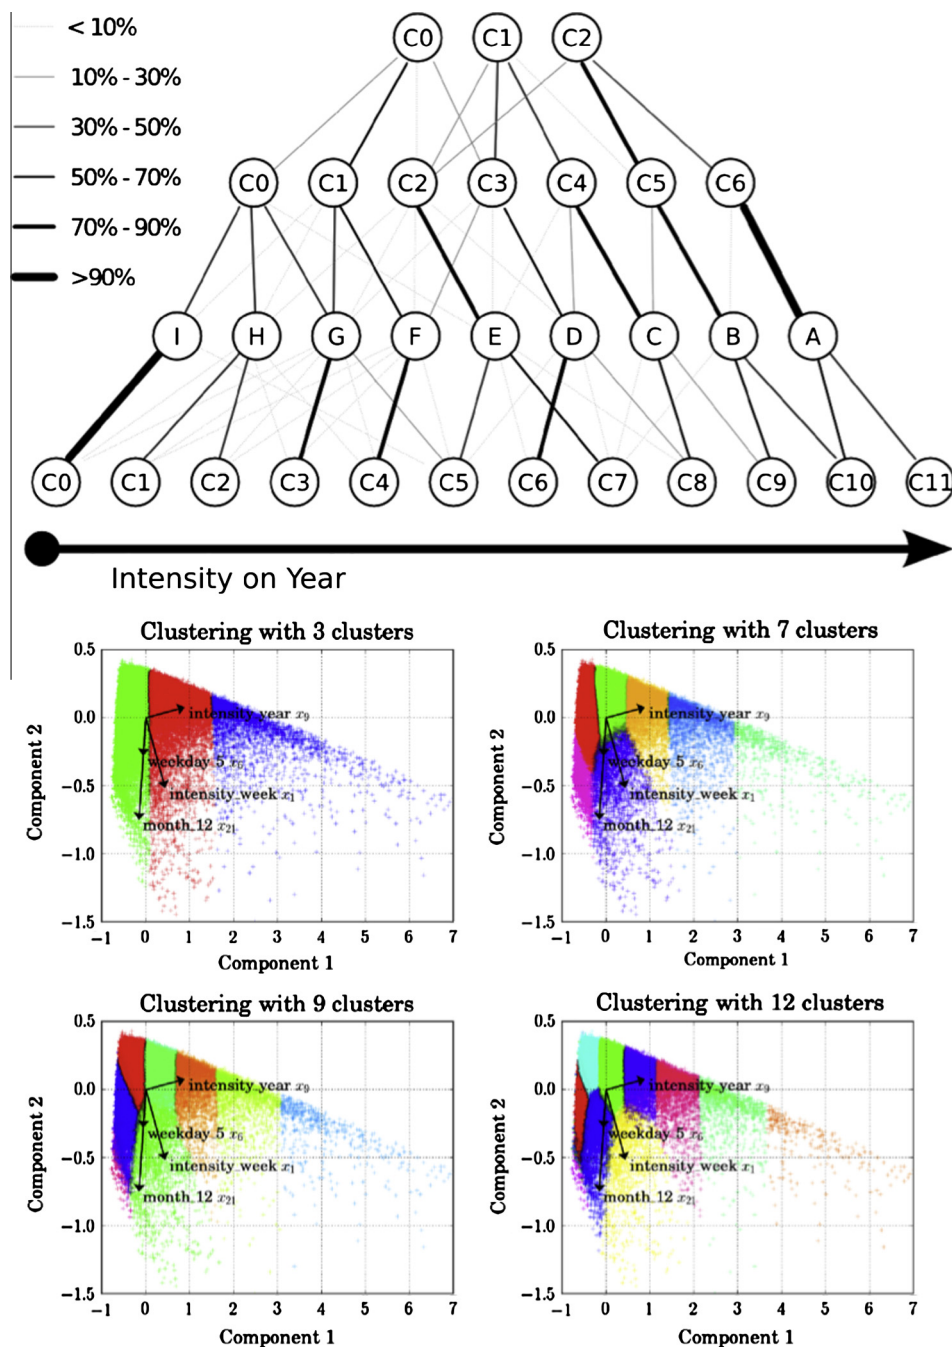 < 10%
10% - 30%
30% - 50%
50% - 70%
70% - 90%
>90%
C0 C1 C2
C0 C1 C2 C3 C4 C5 C6
I H G F E D C B A
C0 C1 C2 C3 C4 C5 C6 C7 C8 C9 C10 C11
Intensity on Year
Clustering with 3 clusters
0.5
0.0
−0.5
−1.0
−1.5
Component 2
intensity_year x9
weekday 5 x6
intensity_week x1
month_12 x21
−1 0 1 2 3 4 5 6 7
Component 1
Clustering with 7 clusters
0.5
0.0
−0.5
−1.0
−1.5
Component 2
intensity_year x9
weekday 5 x6
intensity_week x1
month_12 x21
−1 0 1 2 3 4 5 6 7
Component 1
Clustering with 9 clusters
0.5
0.0
−0.5
−1.0
−1.5
Component 2
intensity_year x9
weekday 5 x6
intensity_week x1
month_12 x21
−1 0 1 2 3 4 5 6 7
Component 1
Clustering with 12 clusters
0.5
0.0
−0.5
−1.0
−1.5
Component 2
intensity_year x9
weekday 5 x6
intensity_week x1
month_12 x21
−1 0 1 2 3 4 5 6 7
Component 1